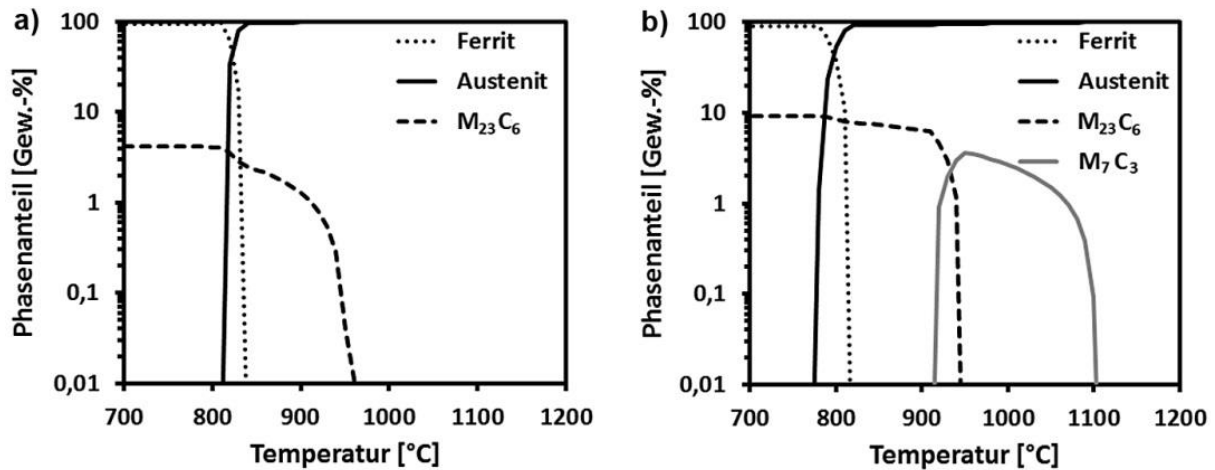 a)
Phasenanteil [Gew.-%]
100
10
1
0,1
0,01
Ferrit
Austenit
M₂₃C₆
700 800 900 1000 1100 1200
Temperatur [°C]
b)
Phasenanteil [Gew.-%]
100
10
1
0,1
0,01
Ferrit
Austenit
M₂₃C₆
M₇C₃
700 800 900 1000 1100 1200
Temperatur [°C]